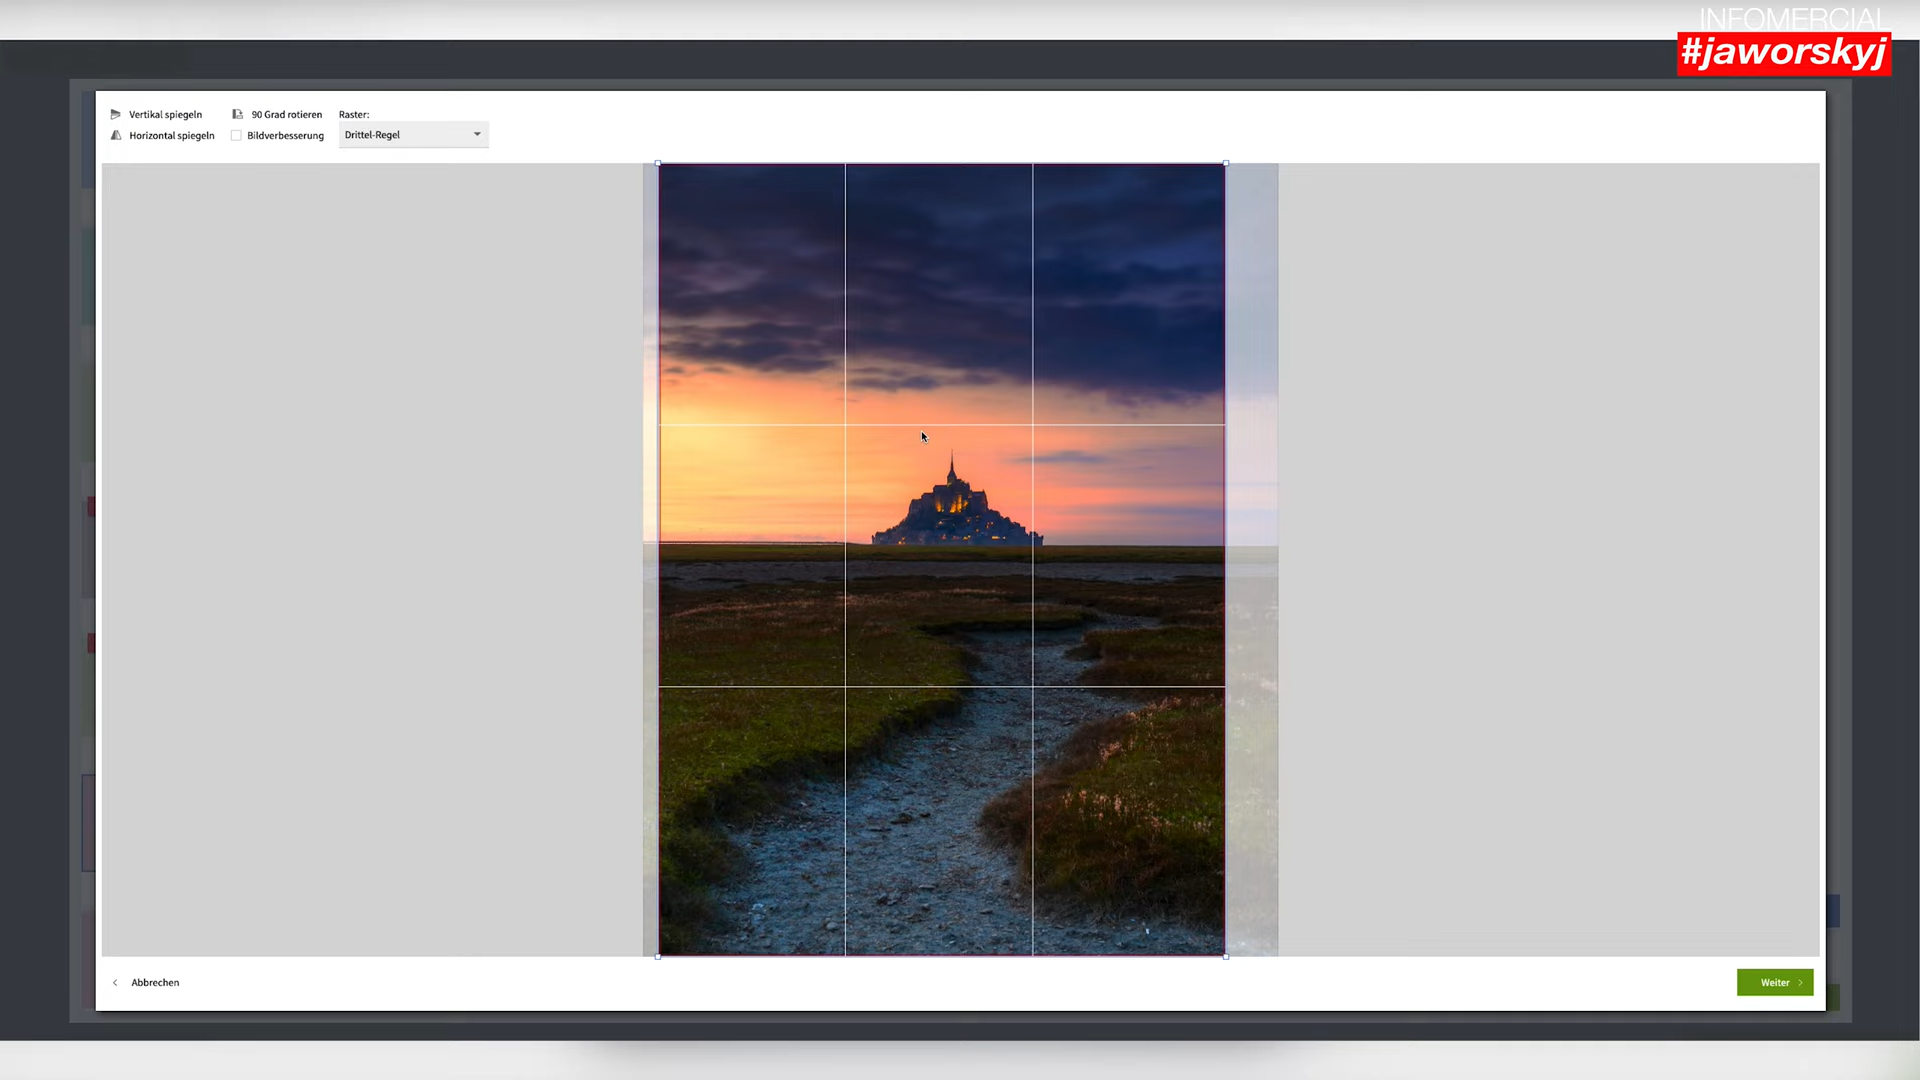 INFOMERCIAL
#jaworskyj
Vertikal spiegeln
90 Grad rotieren
Raster:
Horizontal spiegeln
Bildverbesserung
Drittel-Regel
Abbrechen
Weiter